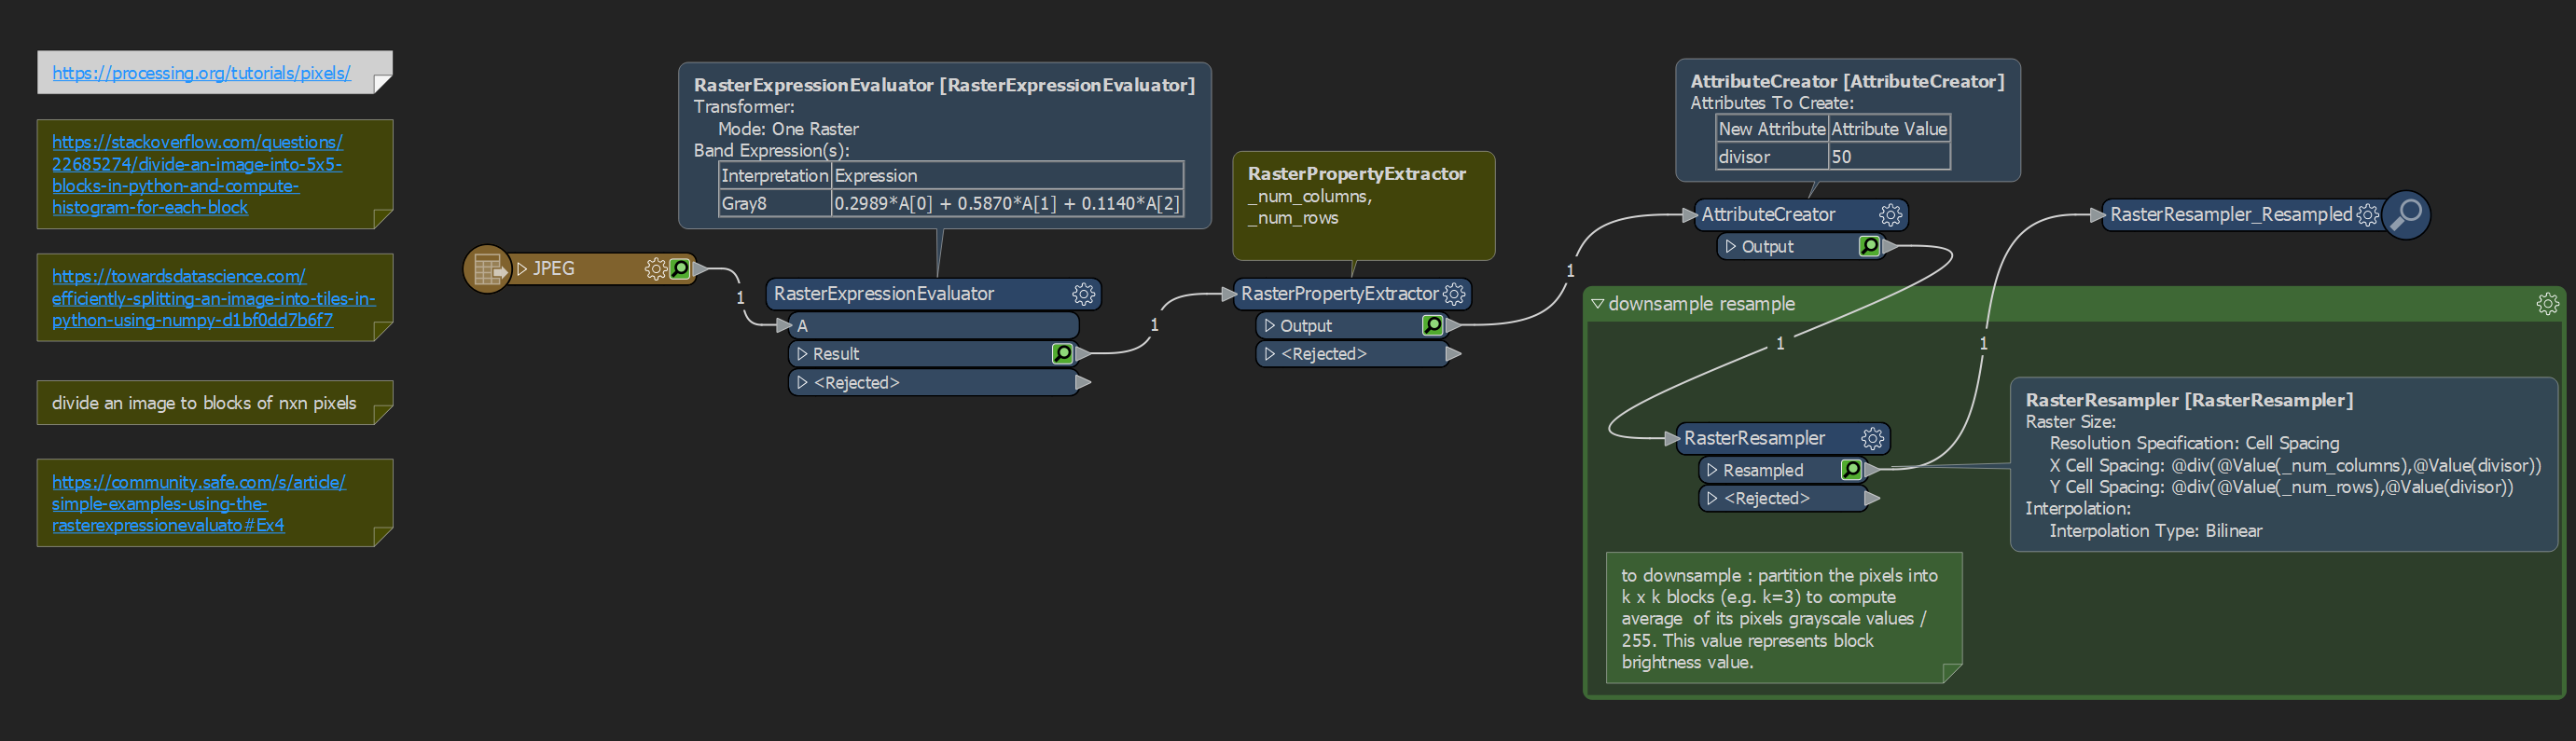 https://processing.org/tutorials/pixels/
https://stackoverflow.com/questions/
22685274/divide-an-image-into-5x5-
blocks-in-python-and-compute-
histogram-for-each-block
https://towardsdatascience.com/
efficiently-splitting-an-image-into-tiles-in-
python-using-numpy-d1bf0dd7b6f7
divide an image to blocks of nxn pixels
https://community.safe.com/s/article/
simple-examples-using-the-
rasterexpressionevaluato#Ex4
JPEG
1
RasterExpressionEvaluator [RasterExpressionEvaluator]
Transformer:
Mode: One Raster
Band Expression(s):
Interpretation Expression
Gray8 0.2989*A[0] + 0.5870*A[1] + 0.1140*A[2]
RasterExpressionEvaluator
A
Result
<Rejected>
1
RasterPropertyExtractor
_num_columns,
_num_rows
RasterPropertyExtractor
Output
<Rejected>
1
AttributeCreator [AttributeCreator]
Attributes To Create:
New Attribute Attribute Value
divisor 50
AttributeCreator
Output
RasterResampler_Resampled
downsample resample
1
1
RasterResampler
Resampled
<Rejected>
RasterResampler [RasterResampler]
Raster Size:
Resolution Specification: Cell Spacing
X Cell Spacing: @div(@Value(_num_columns),@Value(divisor))
Y Cell Spacing: @div(@Value(_num_rows),@Value(divisor))
Interpolation:
Interpolation Type: Bilinear
to downsample : partition the pixels into
k x k blocks (e.g. k=3) to compute
average  of its pixels grayscale values /
255. This value represents block
brightness value.